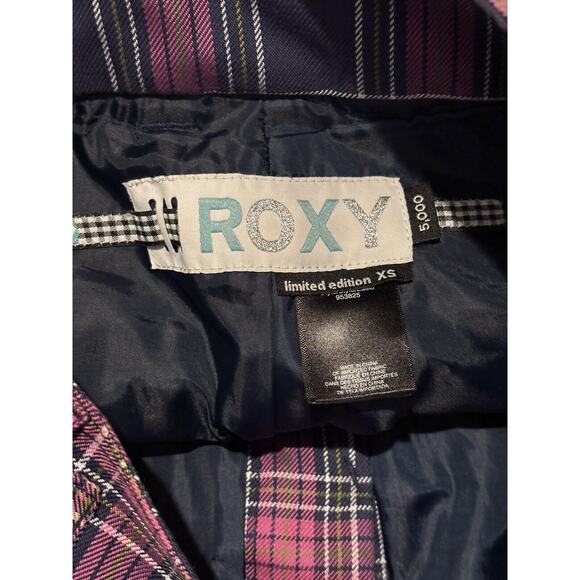 ROXY
5,000
limited edition XS
953825
MADE IN CHINA
OF IMPORTED FABRIC
FABRIQUÉ EN CHINE
DANS DES TISSUS IMPORTÉS
HECHO EN CHINA
DE TELA IMPORTADA